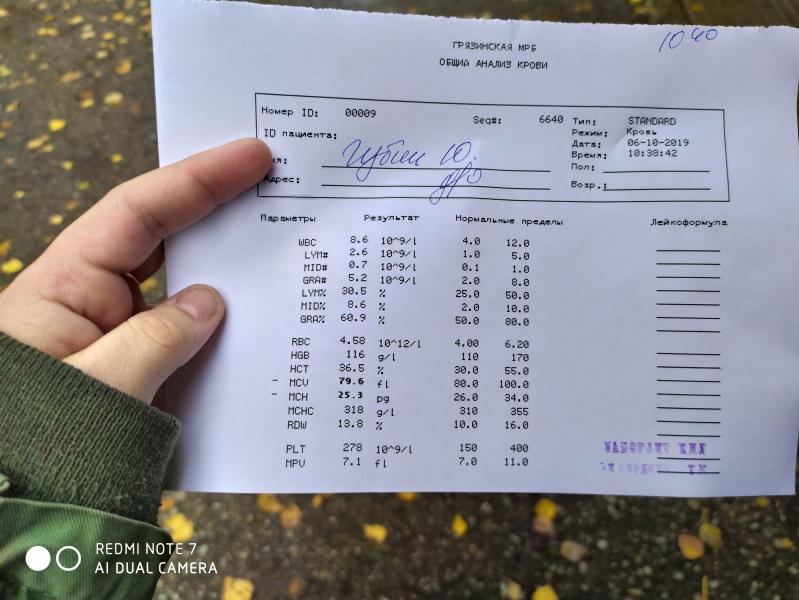 10 40
ГРЯЗИНСКАЯ МРБ
ОБЩИЙ АНАЛИЗ КРОВИ
Номер ID: 00009 Seq#: 6640 Тип: STANDARD
Режим: Кровь
ID пациента: Дата: 06-10-2019
Время: 10:38:42
мя: Губин Ю. Пол:
Адрес: Возр.:
Параметры Результат Нормальные пределы Лейкоформула
WBC 8.6 10^9/l 4.0 12.0
LYM# 2.6 10^9/l 1.0 5.0
MID# 0.7 10^9/l 0.1 1.0
GRA# 5.2 10^9/l 2.0 8.0
LYM% 30.5 % 25.0 50.0
MID% 8.6 % 2.0 10.0
GRA% 60.9 % 50.0 80.0
RBC 4.58 10^12/l 4.00 6.20
HGB 116 g/l 110 170
HCT 36.5 % 30.0 55.0
- MCV 79.6 fl 80.0 100.0
- MCH 25.3 pg 26.0 34.0
MCHC 318 g/l 310 355
RDW 13.8 % 10.0 16.0
PLT 278 10^9/l 150 400
MPV 7.1 fl 7.0 11.0
ЛАБОРАНТ КДЛ
REDMI NOTE 7
AI DUAL CAMERA